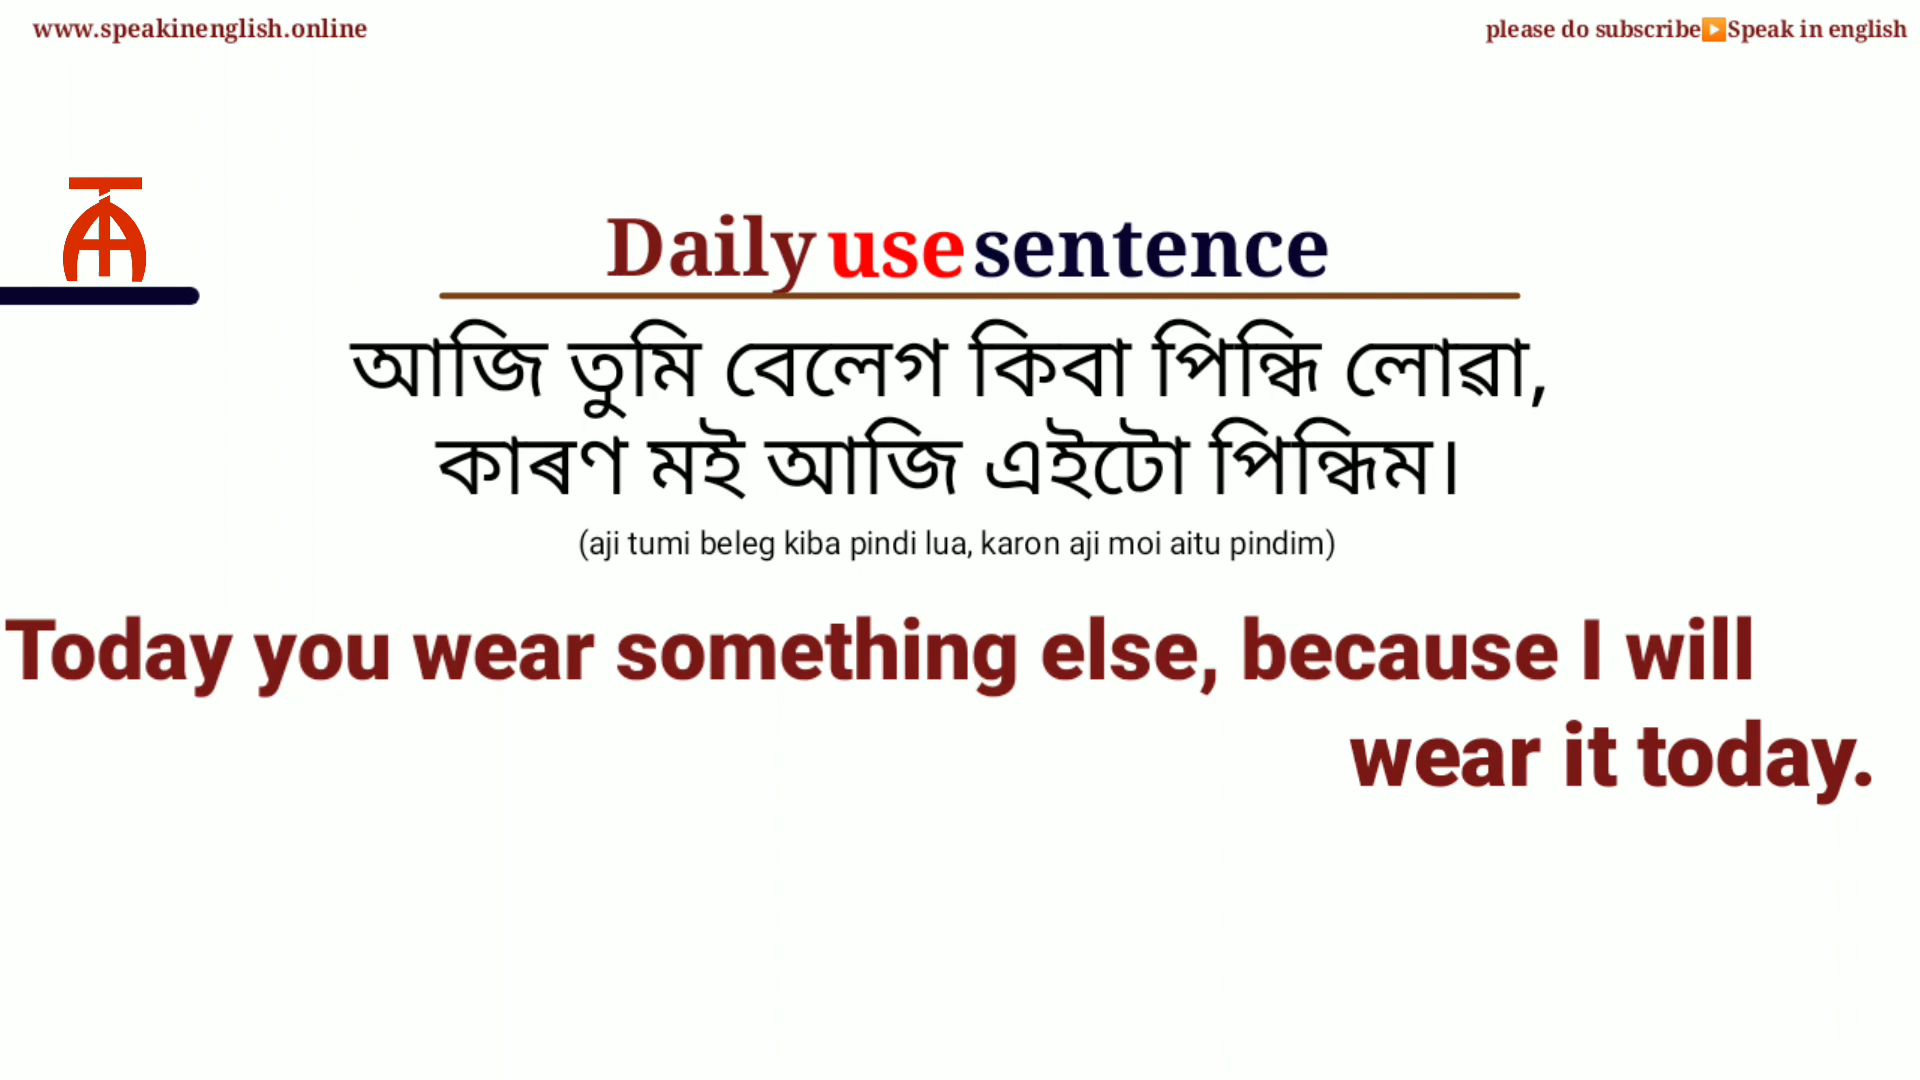 www.speakinenglish.online
please do subscribe▶️Speak in english
Daily use sentence
আজি তুমি বেলেগ কিবা পিন্ধি লোৱা,
কাৰণ মই আজি এইটো পিন্ধিম।
(aji tumi beleg kiba pindi lua, karon aji moi aitu pindim)
Today you wear something else, because I will
wear it today.